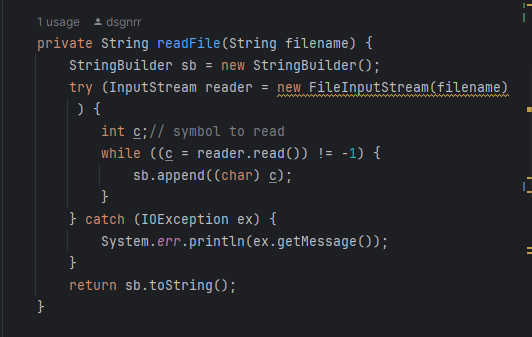 1 usage dsgnrr
private String readFile(String filename) {
    StringBuilder sb = new StringBuilder();
    try (InputStream reader = new FileInputStream(filename)
     ) {
        int c;// symbol to read
        while ((c = reader.read()) != -1) {
            sb.append((char) c);
        }
    } catch (IOException ex) {
        System.err.println(ex.getMessage());
    }
    return sb.toString();
}